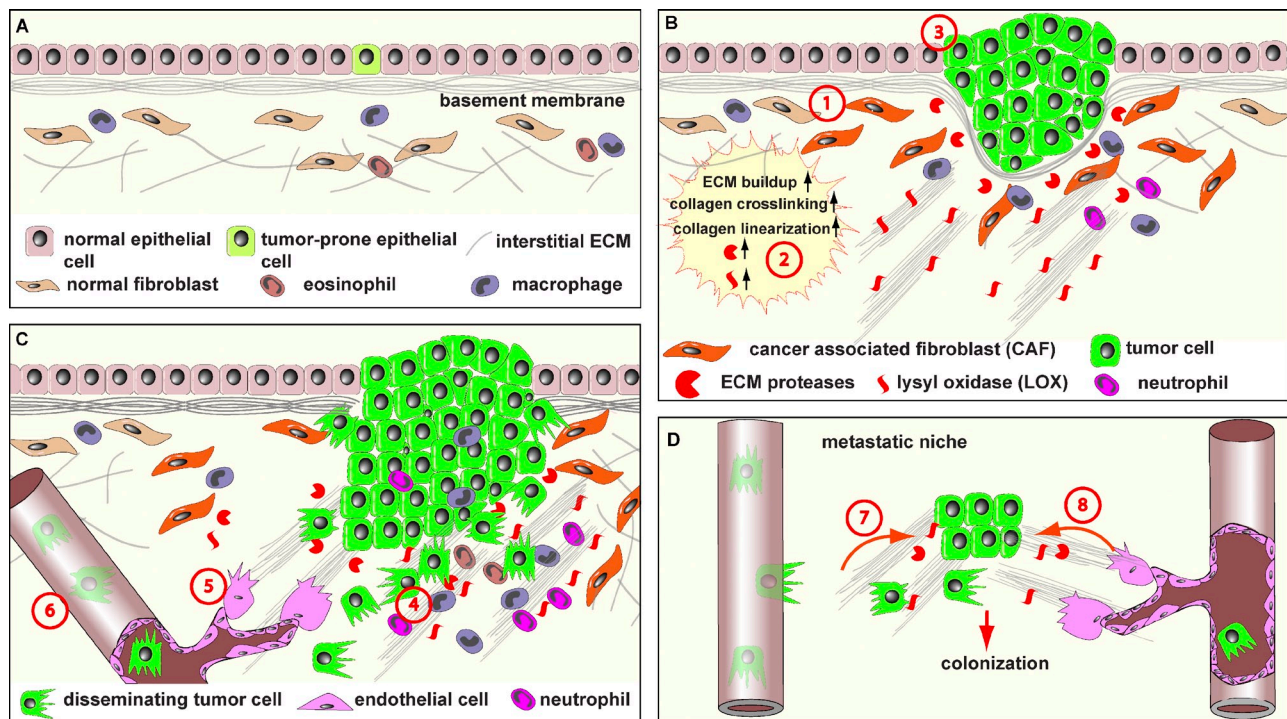 A
basement membrane
normal epithelial
cell
tumor-prone epithelial
cell
interstitial ECM
normal fibroblast
eosinophil
macrophage
B
3
1
ECM buildup
collagen crosslinking
collagen linearization
2
cancer associated fibroblast (CAF)
tumor cell
ECM proteases
lysyl oxidase (LOX)
neutrophil
C
5
6
4
disseminating tumor cell
endothelial cell
neutrophil
D
metastatic niche
7
8
colonization